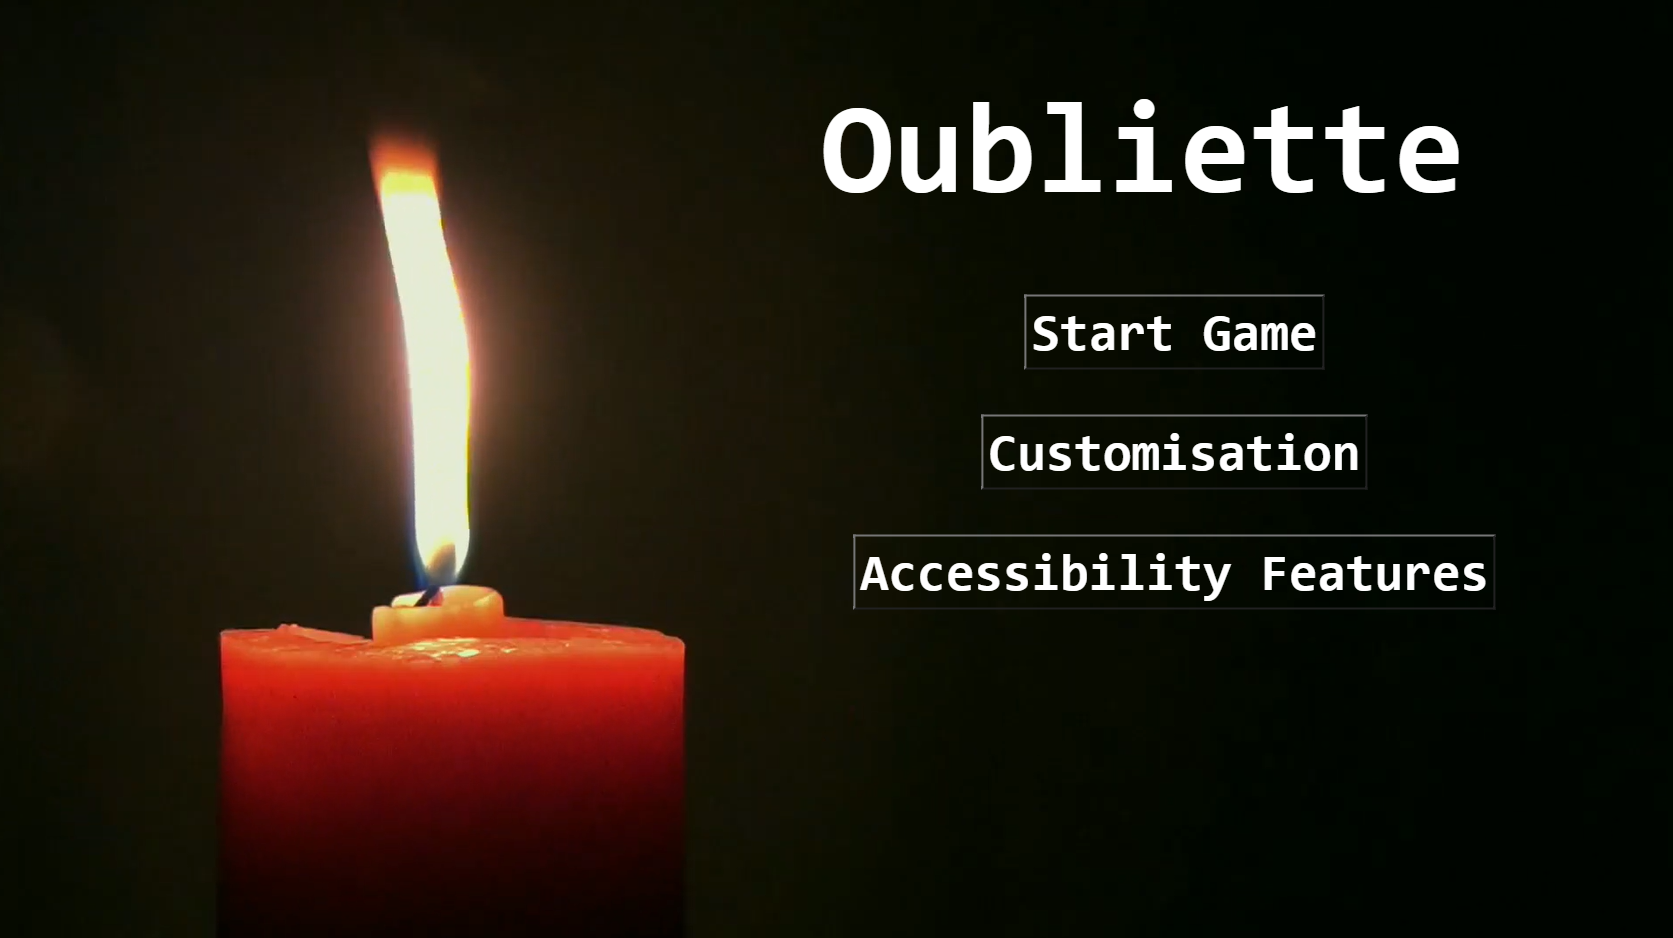 Oubliette
Start Game
Customisation
Accessibility Features